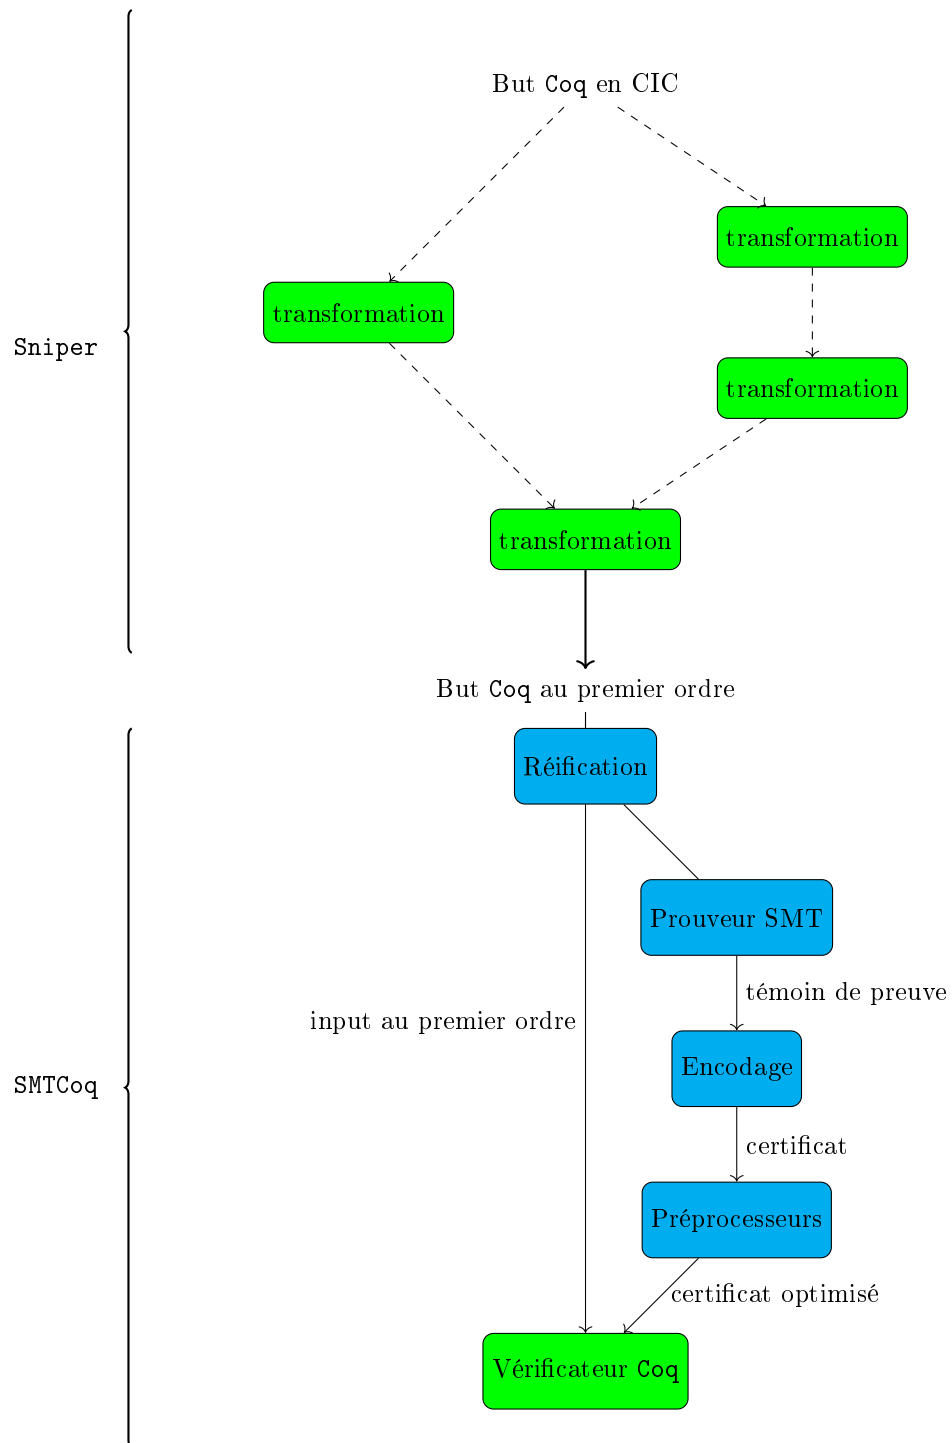 But Coq en CIC
transformation
transformation
Sniper
transformation
transformation
But Coq au premier ordre
Réification
Prouveur SMT
témoin de preuve
input au premier ordre
Encodage
SMTCoq
certificat
Préprocesseurs
certificat optimisé
Vérificateur Coq